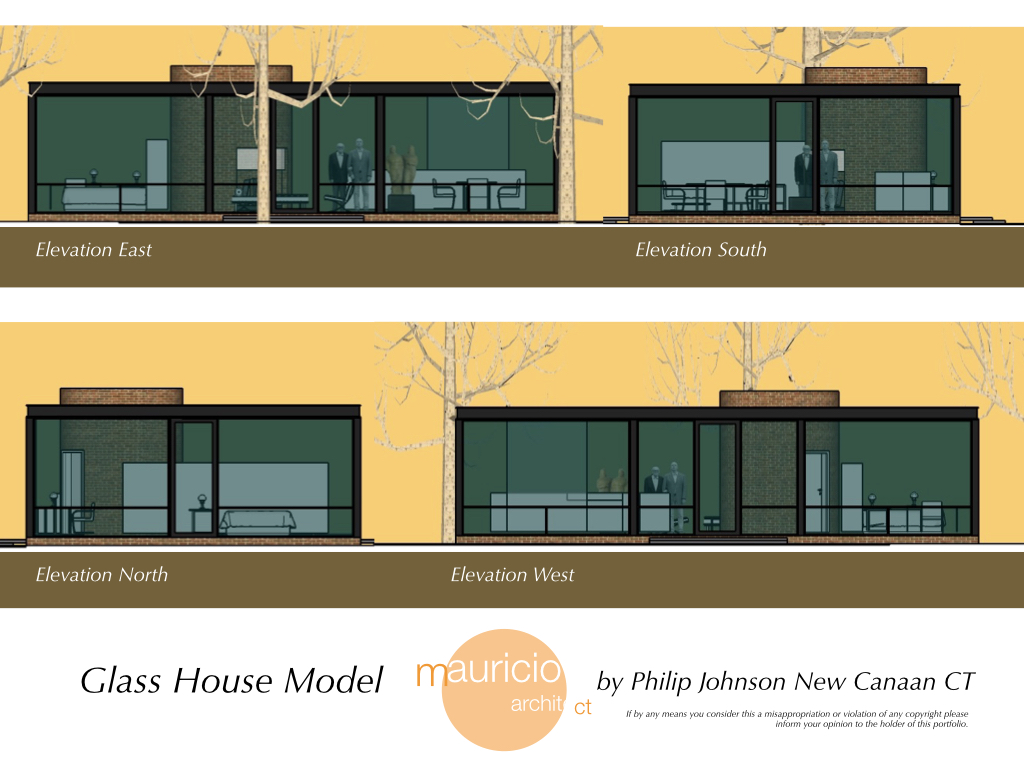 Elevation East
Elevation South
Elevation North
Elevation West
Glass House Model
mauricio
architect
by Philip Johnson New Canaan CT
If by any means you consider this a misappropriation or violation of any copyright please
inform your opinion to the holder of this portfolio.